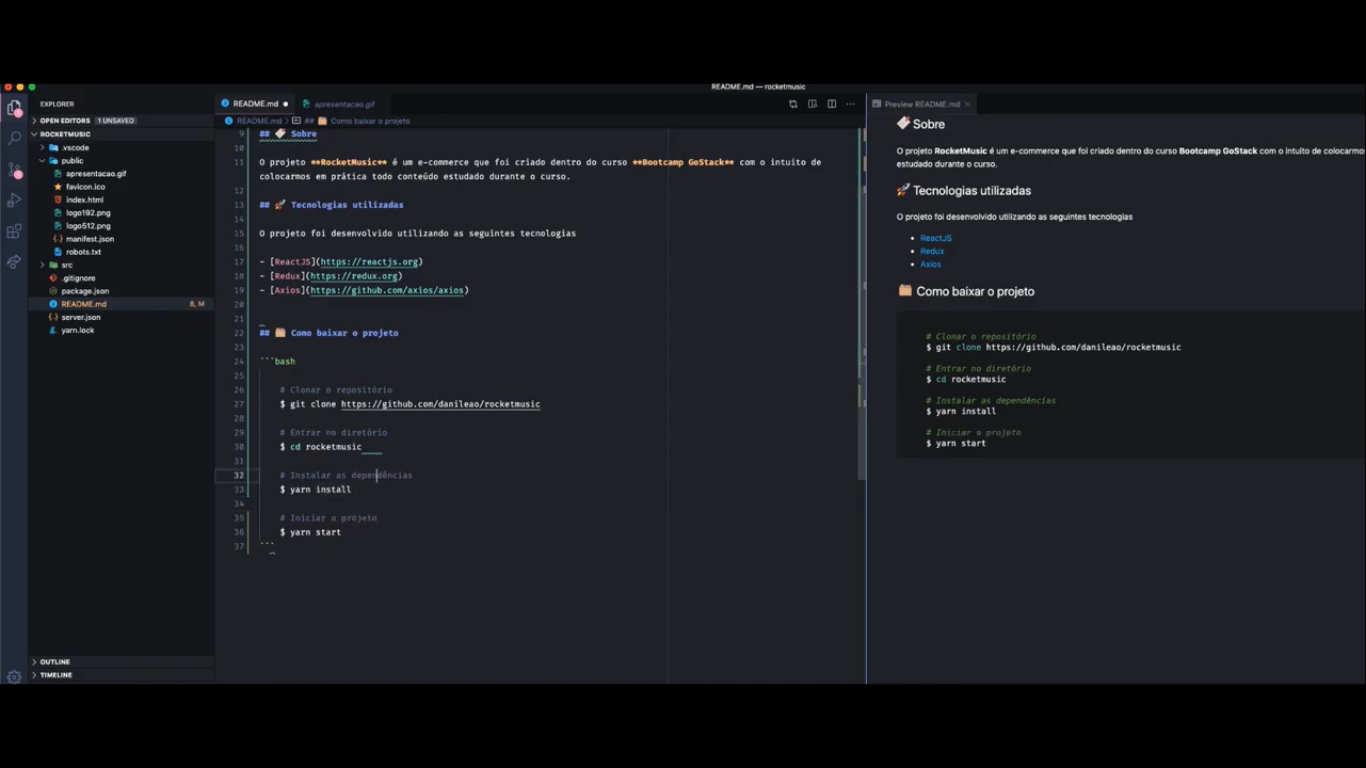 README.md — rocketmusic
EXPLORER
OPEN EDITORS 1 UNSAVED
ROCKETMUSIC
.vscode
public
apresentacao.gif
favicon.ico
index.html
logo192.png
logo512.png
manifest.json
robots.txt
src
.gitignore
package.json
README.md 8, M
server.json
yarn.lock
OUTLINE
TIMELINE
README.md
apresentacao.gif
README.md > ## 🗂 Como baixar o projeto
9 ## Sobre
10
11 O projeto **RocketMusic** é um e-commerce que foi criado dentro do curso **Bootcamp GoStack** com o intuito de
colocarmos em prática todo conteúdo estudado durante o curso.
12
13 ## 🚀 Tecnologias utilizadas
14
15 O projeto foi desenvolvido utilizando as seguintes tecnologias
16
17 - [ReactJS](https://reactjs.org)
18 - [Redux](https://redux.org)
19 - [Axios](https://github.com/axios/axios)
20
21
22 ## 🗂 Como baixar o projeto
23
24 ```bash
25
26 # Clonar o repositório
27 $ git clone https://github.com/danileao/rocketmusic
28
29 # Entrar no diretório
30 $ cd rocketmusic
31
32 # Instalar as dependências
33 $ yarn install
34
35 # Iniciar o projeto
36 $ yarn start
37 ```
Preview README.md
Sobre
O projeto RocketMusic é um e-commerce que foi criado dentro do curso Bootcamp GoStack com o intuito de colocarmo
estudado durante o curso.
🚀 Tecnologias utilizadas
O projeto foi desenvolvido utilizando as seguintes tecnologias
• ReactJS
• Redux
• Axios
🗂 Como baixar o projeto
# Clonar o repositório
$ git clone https://github.com/danileao/rocketmusic
# Entrar no diretório
$ cd rocketmusic
# Instalar as dependências
$ yarn install
# Iniciar o projeto
$ yarn start